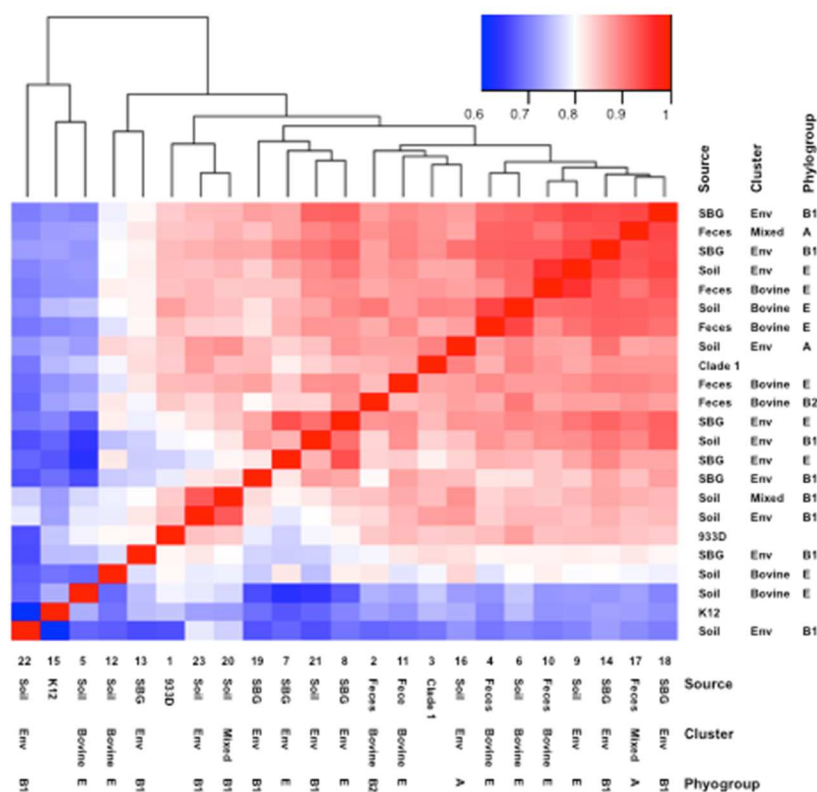 0.6 0.7 0.8 0.9 1
Source Cluster Phylogroup
SBG Env B1
Feces Mixed A
SBG Env B1
Soil Env E
Feces Bovine E
Soil Bovine E
Feces Bovine E
Soil Env A
Clade 1
Feces Bovine E
Feces Bovine B2
SBG Env E
Soil Env B1
SBG Env E
SBG Env B1
Soil Mixed B1
Soil Env B1
933D
SBG Env B1
Soil Bovine E
Soil Bovine E
K12
Soil Env B1
22 15 5 12 13 1 23 20 19 7 21 8 2 11 3 16 4 6 10 9 14 17 18
Soil K12 Soil Soil SBG 933D Soil Soil SBG SBG Soil SBG Feces Fece Clade 1 Soil Feces Soil Feces Soil SBG Feces SBG Source
Env Bovine Bovine Env Env Mixed Env Env Env Env Bovine Bovine Env Bovine Bovine Bovine Env Env Mixed Env Cluster
B1 E E B1 B1 B1 B1 E B1 E B2 E A E E E E B1 A B1 Phyogroup